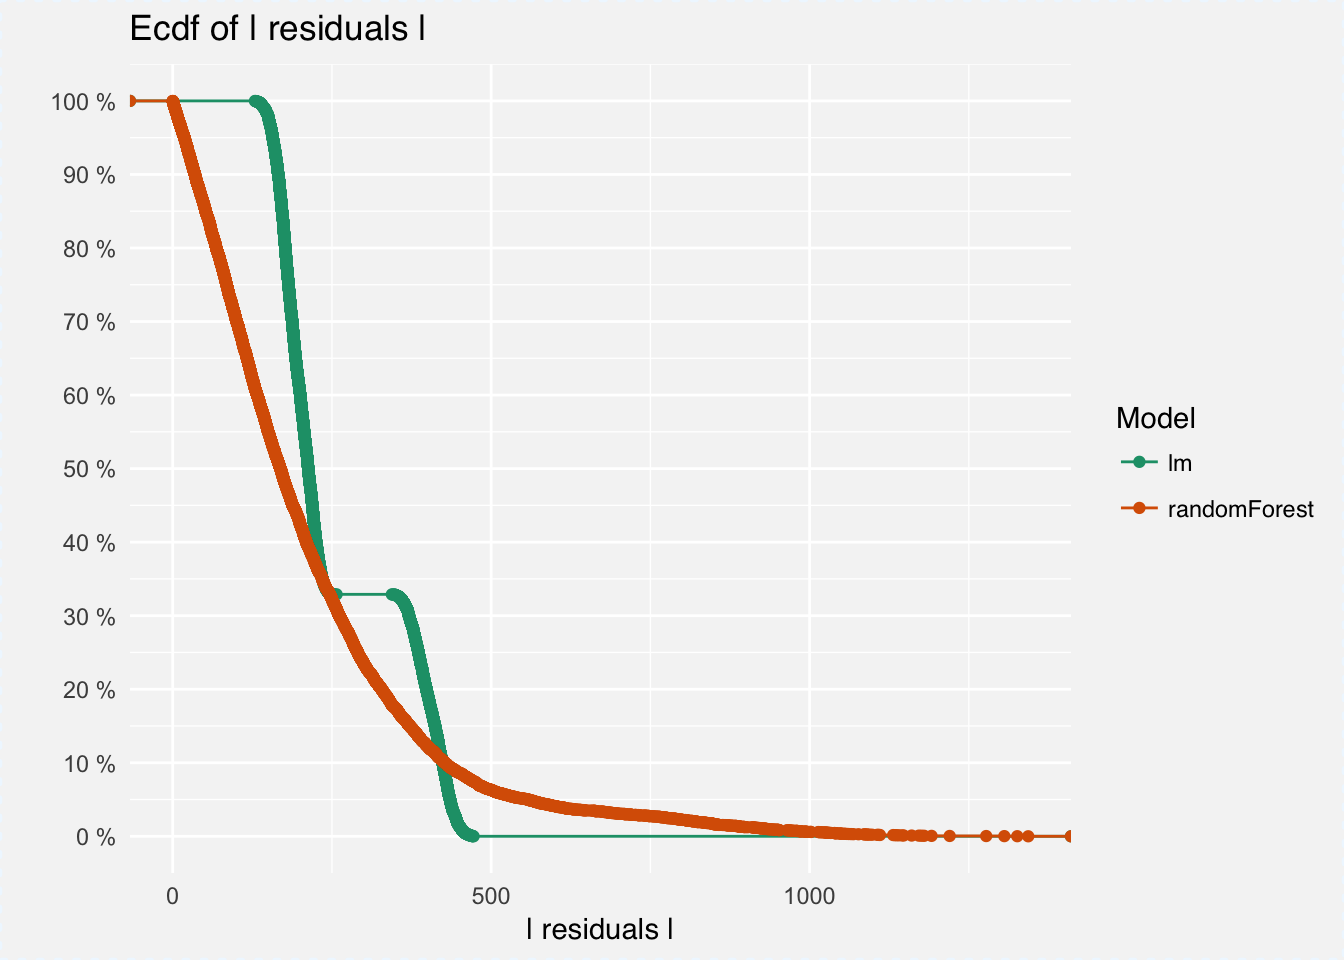 Ecdf of | residuals |
100 %
90 %
80 %
70 %
60 %
50 %
40 %
30 %
20 %
10 %
0 %
0 500 1000
| residuals |
Model
lm
randomForest